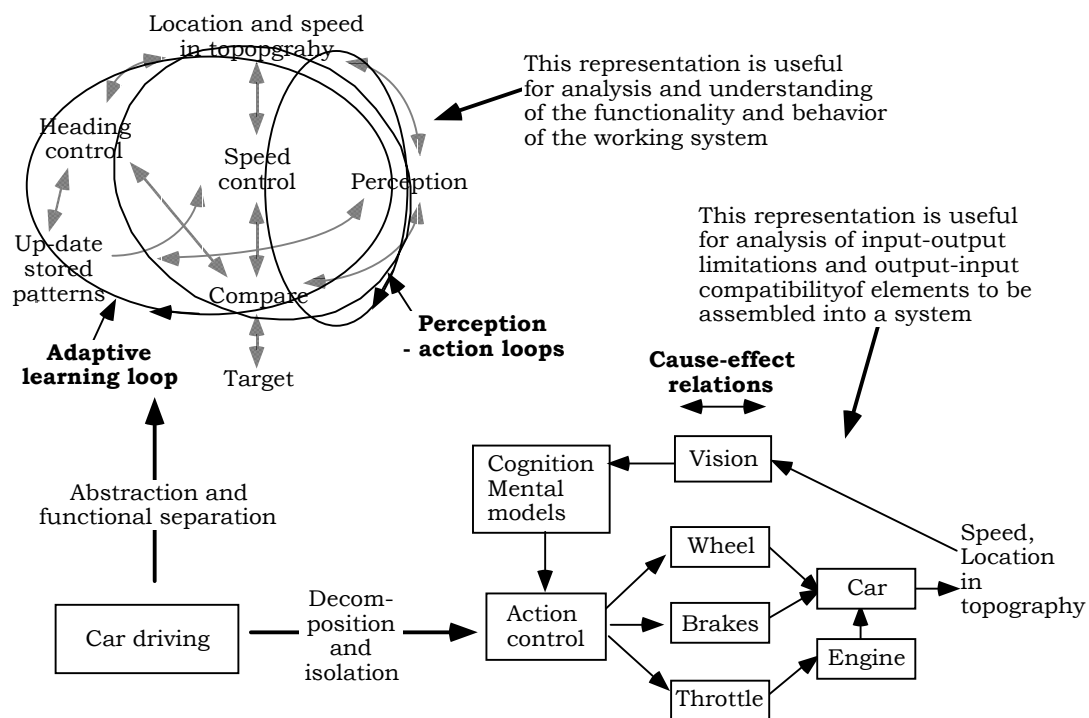 Location and speed
in topopgrahy
This representation is useful
for analysis and understanding
of the functionality and behavior
of the working system
Heading
control
Speed
control
Perception
Up-date
stored
patterns
Compare
Adaptive
learning loop
Perception
- action loops
Target
This representation is useful
for analysis of input-output
limitations and output-input
compatibilityof elements to be
assembled into a system
Cause-effect
relations
Abstraction and
functional separation
Cognition
Mental
models
Vision
Wheel
Speed,
Location
in
topography
Car driving
Decom-
position
and
isolation
Action
control
Brakes
Car
Engine
Throttle